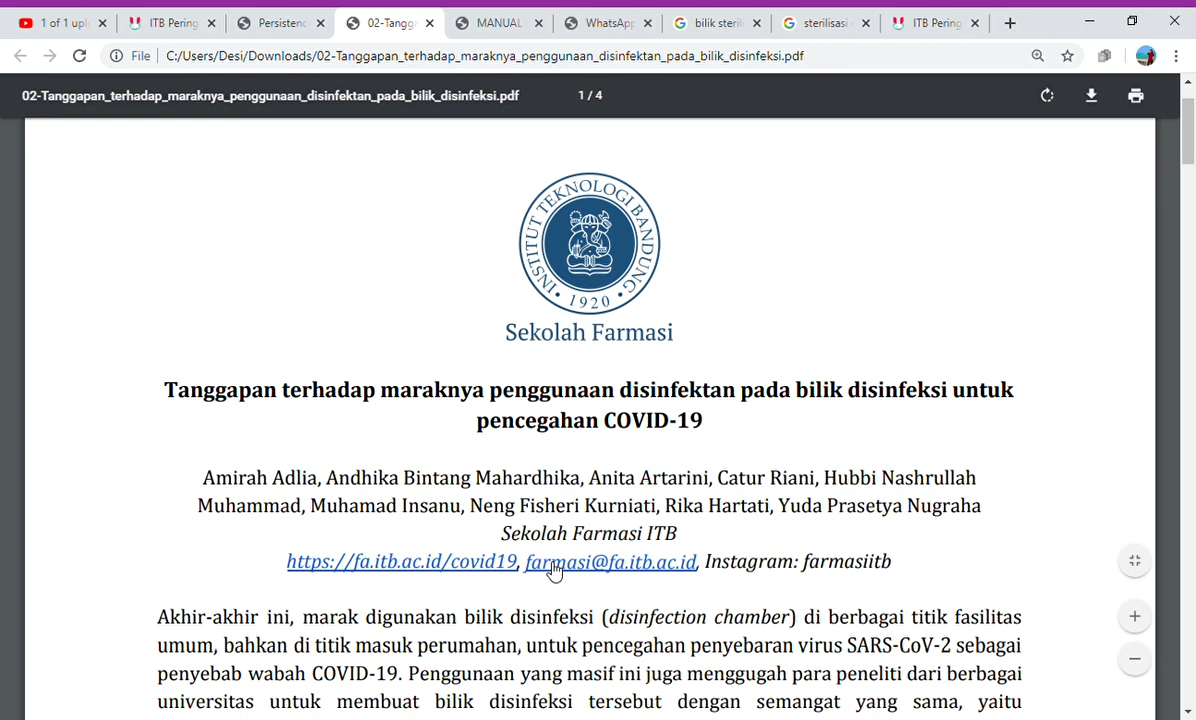 1 of 1 uplo
ITB Pering
Persistenc
02-Tangg
MANUAL
WhatsApp
bilik steril
sterilisasi
ITB Pering
File
C:/Users/Desi/Downloads/02-Tanggapan_terhadap_maraknya_penggunaan_disinfektan_pada_bilik_disinfeksi.pdf
02-Tanggapan_terhadap_maraknya_penggunaan_disinfektan_pada_bilik_disinfeksi.pdf
1 / 4
INSTITUT TEKNOLOGI BANDUNG
1920
Sekolah Farmasi
Tanggapan terhadap maraknya penggunaan disinfektan pada bilik disinfeksi untuk
pencegahan COVID-19
Amirah Adlia, Andhika Bintang Mahardhika, Anita Artarini, Catur Riani, Hubbi Nashrullah
Muhammad, Muhamad Insanu, Neng Fisheri Kurniati, Rika Hartati, Yuda Prasetya Nugraha
Sekolah Farmasi ITB
https://fa.itb.ac.id/covid19, farmasi@fa.itb.ac.id, Instagram: farmasiitb
Akhir-akhir ini, marak digunakan bilik disinfeksi (disinfection chamber) di berbagai titik fasilitas
umum, bahkan di titik masuk perumahan, untuk pencegahan penyebaran virus SARS-CoV-2 sebagai
penyebab wabah COVID-19. Penggunaan yang masif ini juga menggugah para peneliti dari berbagai
universitas untuk membuat bilik disinfeksi tersebut dengan semangat yang sama, yaitu